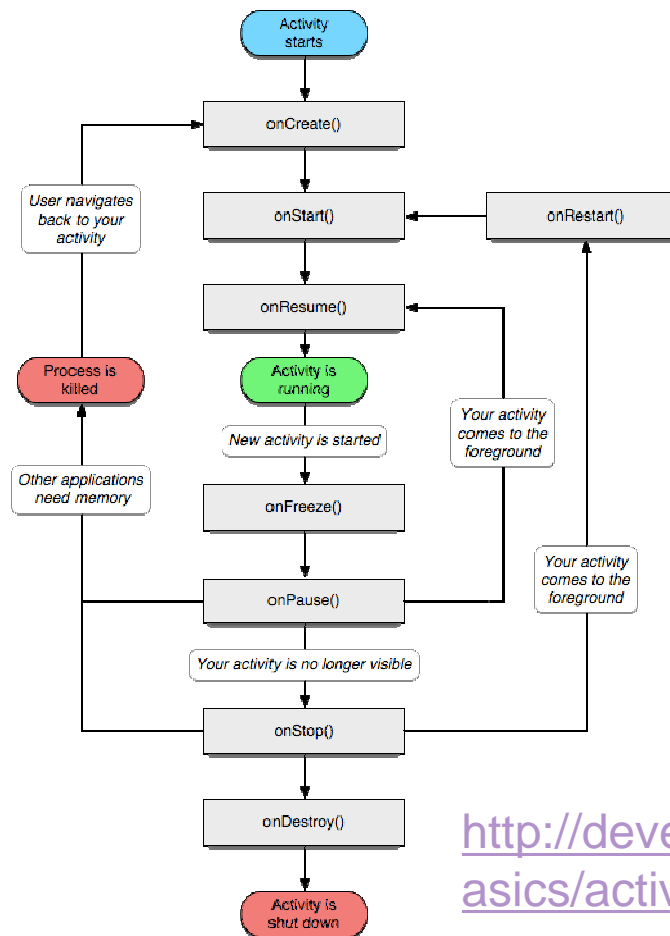 Activity
starts
onCreate()
User navigates
back to your
activity
onStart()
onRestart()
onResume()
Process is
killed
Activity is
running
Your activity
comes to the
foreground
New activity is started
Other applications
need memory
onFreeze()
Your activity
comes to the
foreground
onPause()
Your activity is no longer visible
onStop()
onDestroy()
http://deve
asics/activ
Activity is
shut down